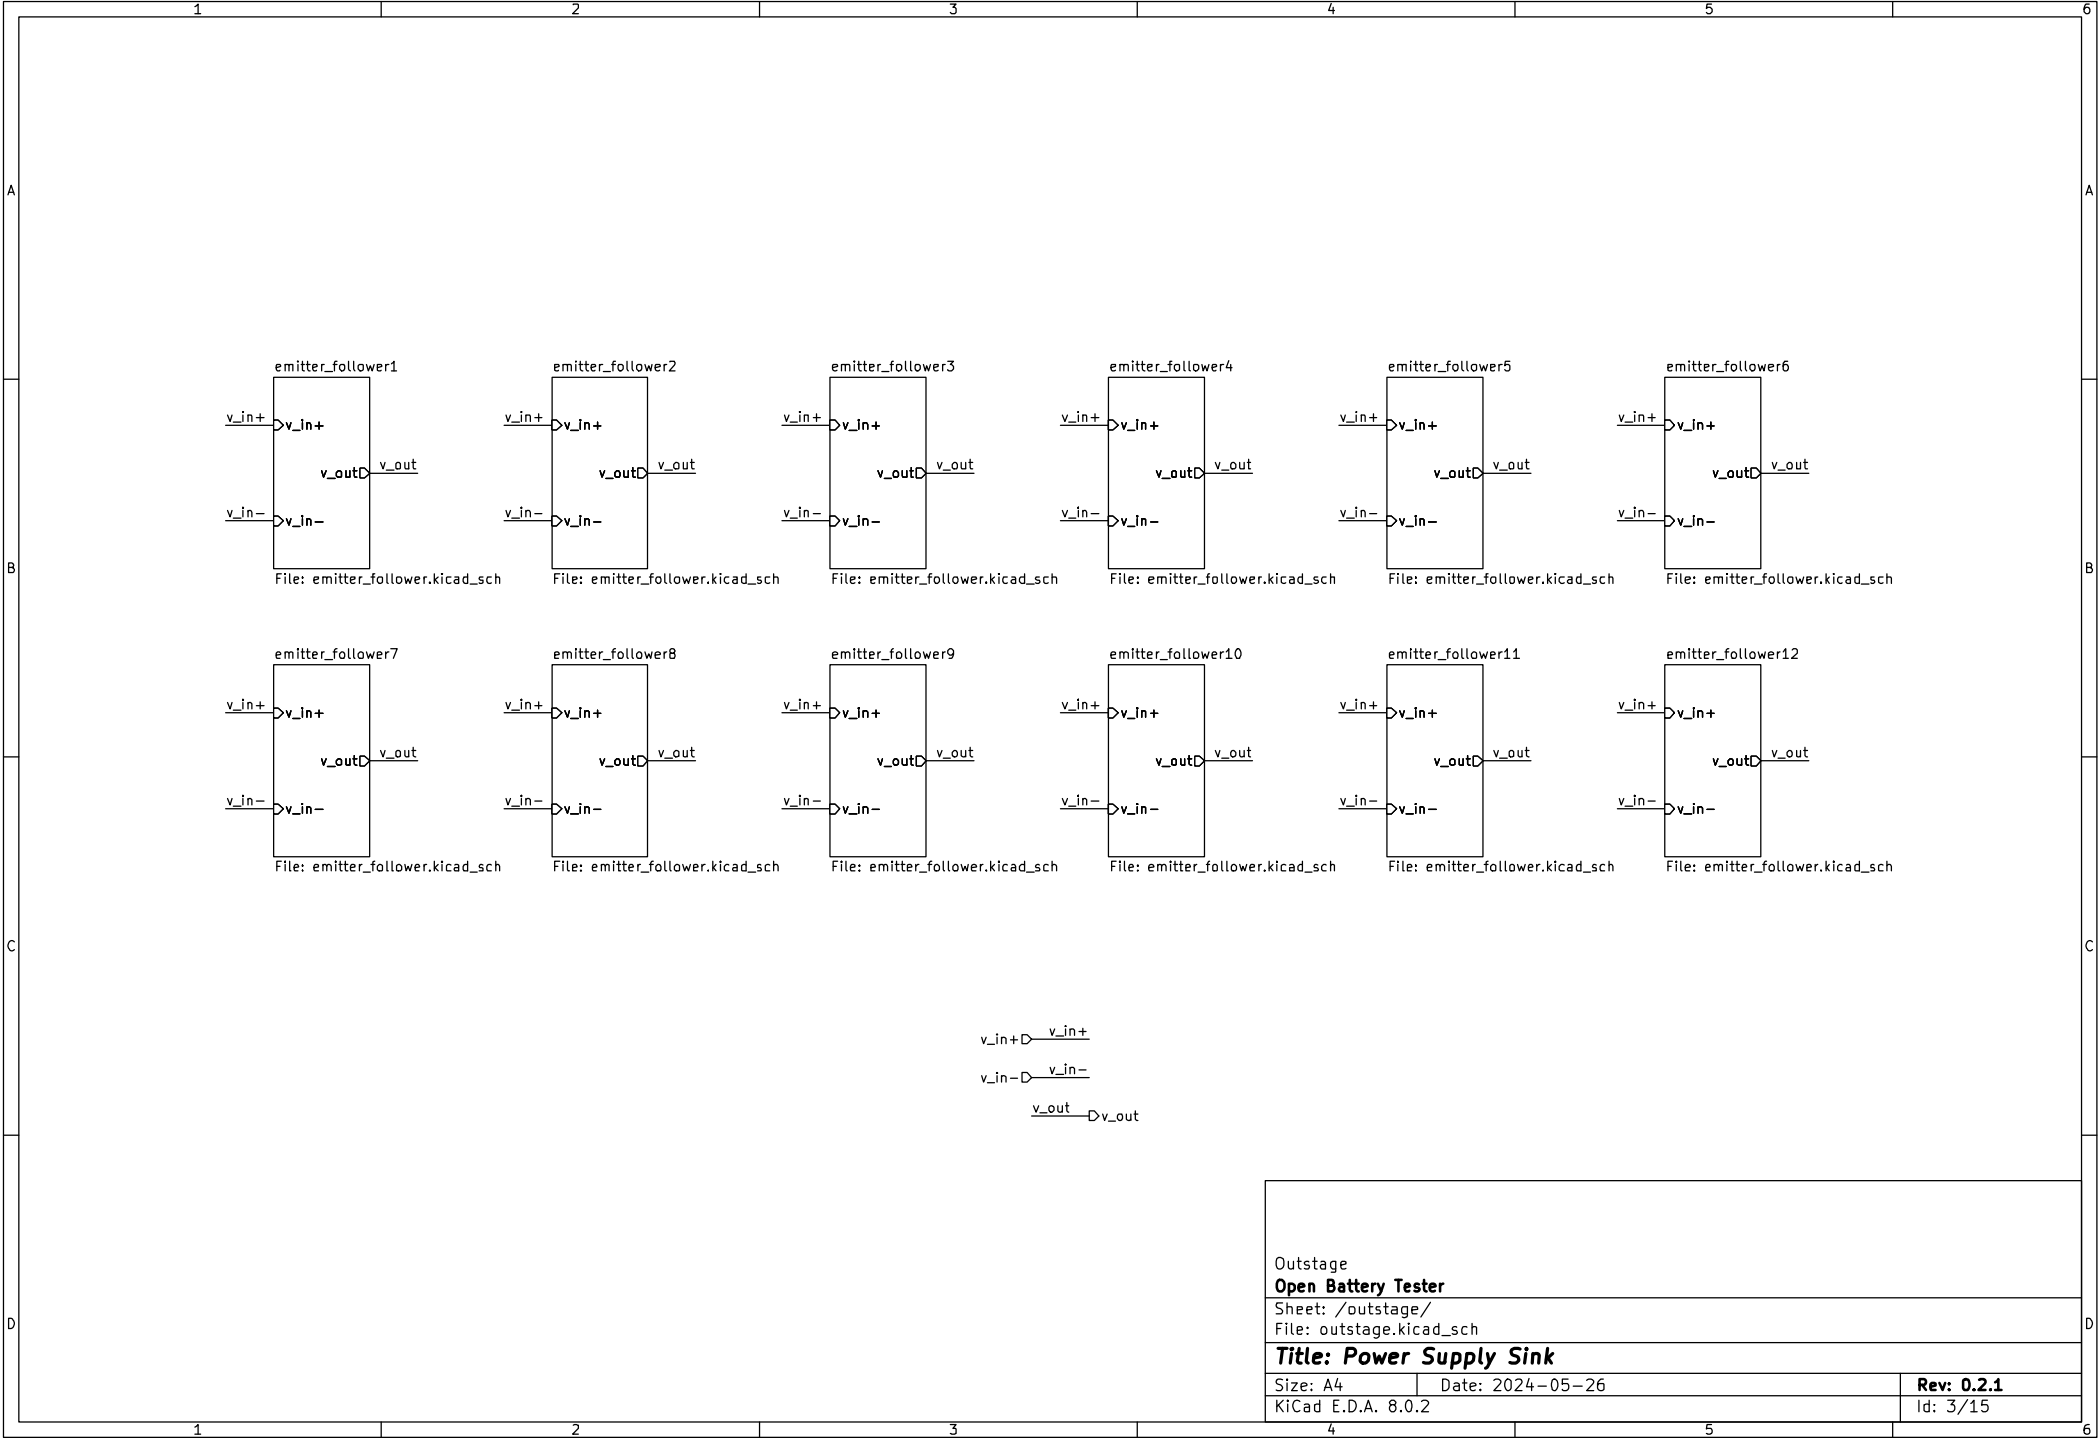 1 2 3 4 5 6
A A
emitter_follower1 emitter_follower2 emitter_follower3 emitter_follower4 emitter_follower5 emitter_follower6
v_in+ v_in+ v_in+ v_in+ v_in+ v_in+ v_in+ v_in+ v_in+ v_in+ v_in+ v_in+
v_out v_out v_out v_out v_out v_out v_out v_out v_out v_out v_out v_out
v_in- v_in- v_in- v_in- v_in- v_in- v_in- v_in- v_in- v_in- v_in- v_in-
B B
File: emitter_follower.kicad_sch File: emitter_follower.kicad_sch File: emitter_follower.kicad_sch File: emitter_follower.kicad_sch File: emitter_follower.kicad_sch File: emitter_follower.kicad_sch
emitter_follower7 emitter_follower8 emitter_follower9 emitter_follower10 emitter_follower11 emitter_follower12
v_in+ v_in+ v_in+ v_in+ v_in+ v_in+ v_in+ v_in+ v_in+ v_in+ v_in+ v_in+
v_out v_out v_out v_out v_out v_out v_out v_out v_out v_out v_out v_out
v_in- v_in- v_in- v_in- v_in- v_in- v_in- v_in- v_in- v_in- v_in- v_in-
File: emitter_follower.kicad_sch File: emitter_follower.kicad_sch File: emitter_follower.kicad_sch File: emitter_follower.kicad_sch File: emitter_follower.kicad_sch File: emitter_follower.kicad_sch
C C
v_in+ v_in+
v_in- v_in-
v_out v_out
Outstage
Open Battery Tester
Sheet: /outstage/
File: outstage.kicad_sch
D D
Title: Power Supply Sink
Size: A4 Date: 2024-05-26 Rev: 0.2.1
KiCad E.D.A. 8.0.2 Id: 3/15
1 2 3 4 5 6